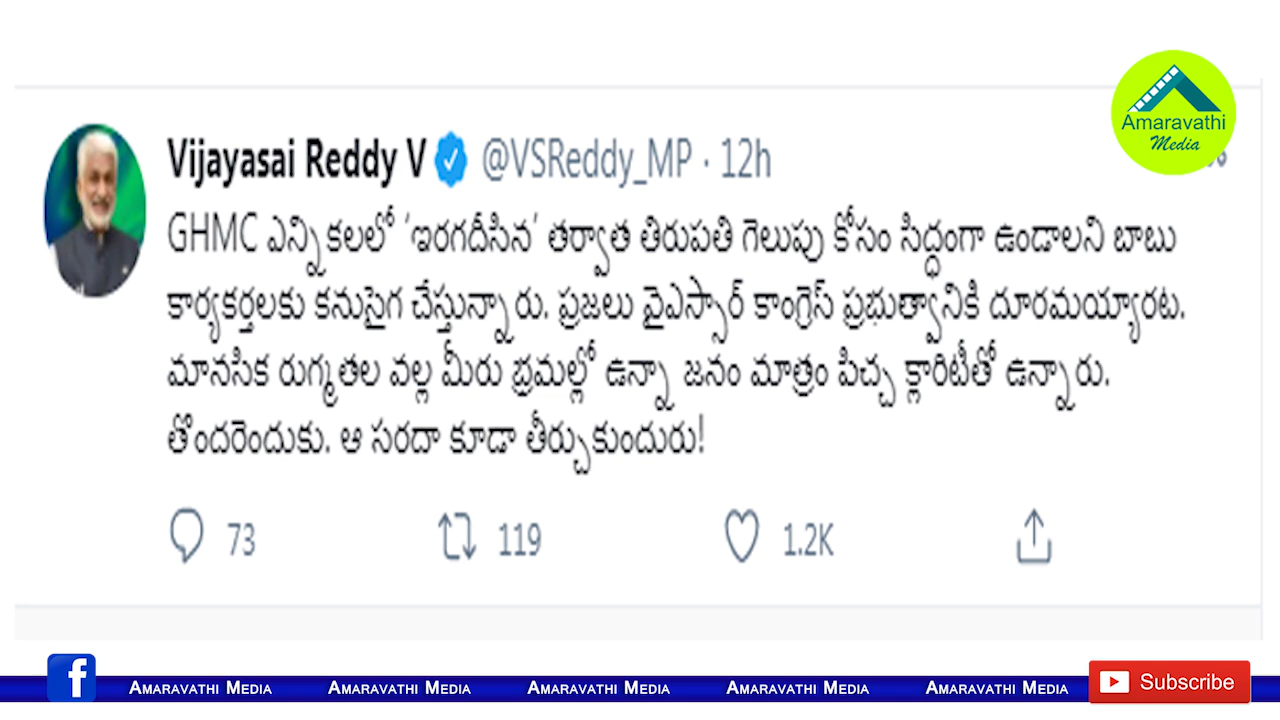 Amaravathi
Media
Vijayasai Reddy V @VSReddy_MP · 12h
GHMC ఎన్నికలలో 'ఇరగదీసిన' తర్వాత తిరుపతి గెలుపు కోసం సిద్ధంగా ఉండాలని బాబు
కార్యకర్తలకు కనుసైగ చేస్తున్నారు. ప్రజలు వైఎస్సార్ కాంగ్రెస్ ప్రభుత్వానికి దూరమయ్యారట.
మానసిక రుగ్మతల వల్ల మీరు భ్రమల్లో ఉన్నా జనం మాత్రం పిచ్చ క్లారిటీతో ఉన్నారు.
తొందరెందుకు. ఆ సరదా కూడా తీర్చుకుందురు!
73 119 1.2K
f Amaravathi Media Amaravathi Media Amaravathi Media Amaravathi Media Amaravathi Media Subscribe